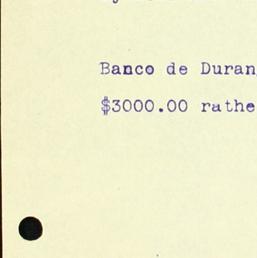 Banco de Duran
$3000.00 rathe